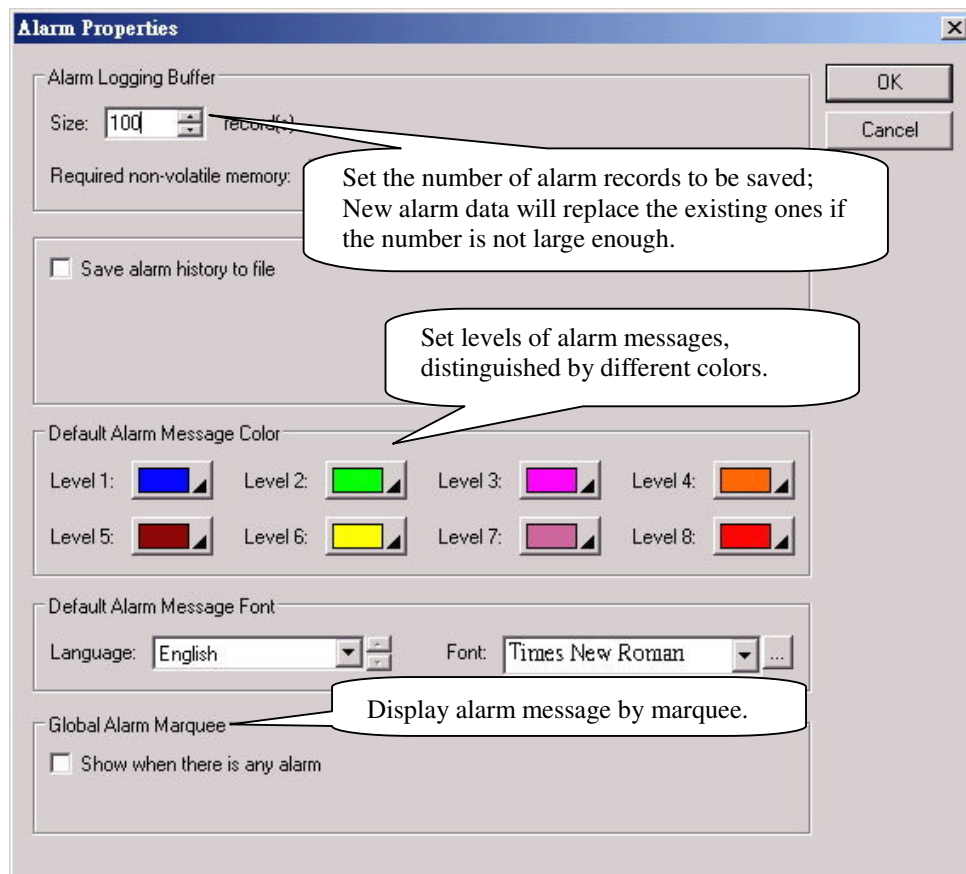 Alarm Properties
Alarm Logging Buffer
OK
Size: 100 record(s)
Cancel
Required non-volatile memory:
Set the number of alarm records to be saved;
New alarm data will replace the existing ones if
the number is not large enough.
Save alarm history to file
Set levels of alarm messages,
distinguished by different colors.
Default Alarm Message Color
Level 1: Level 2: Level 3: Level 4:
Level 5: Level 6: Level 7: Level 8:
Default Alarm Message Font
Language: English Font: Times New Roman ...
Display alarm message by marquee.
Global Alarm Marquee
Show when there is any alarm